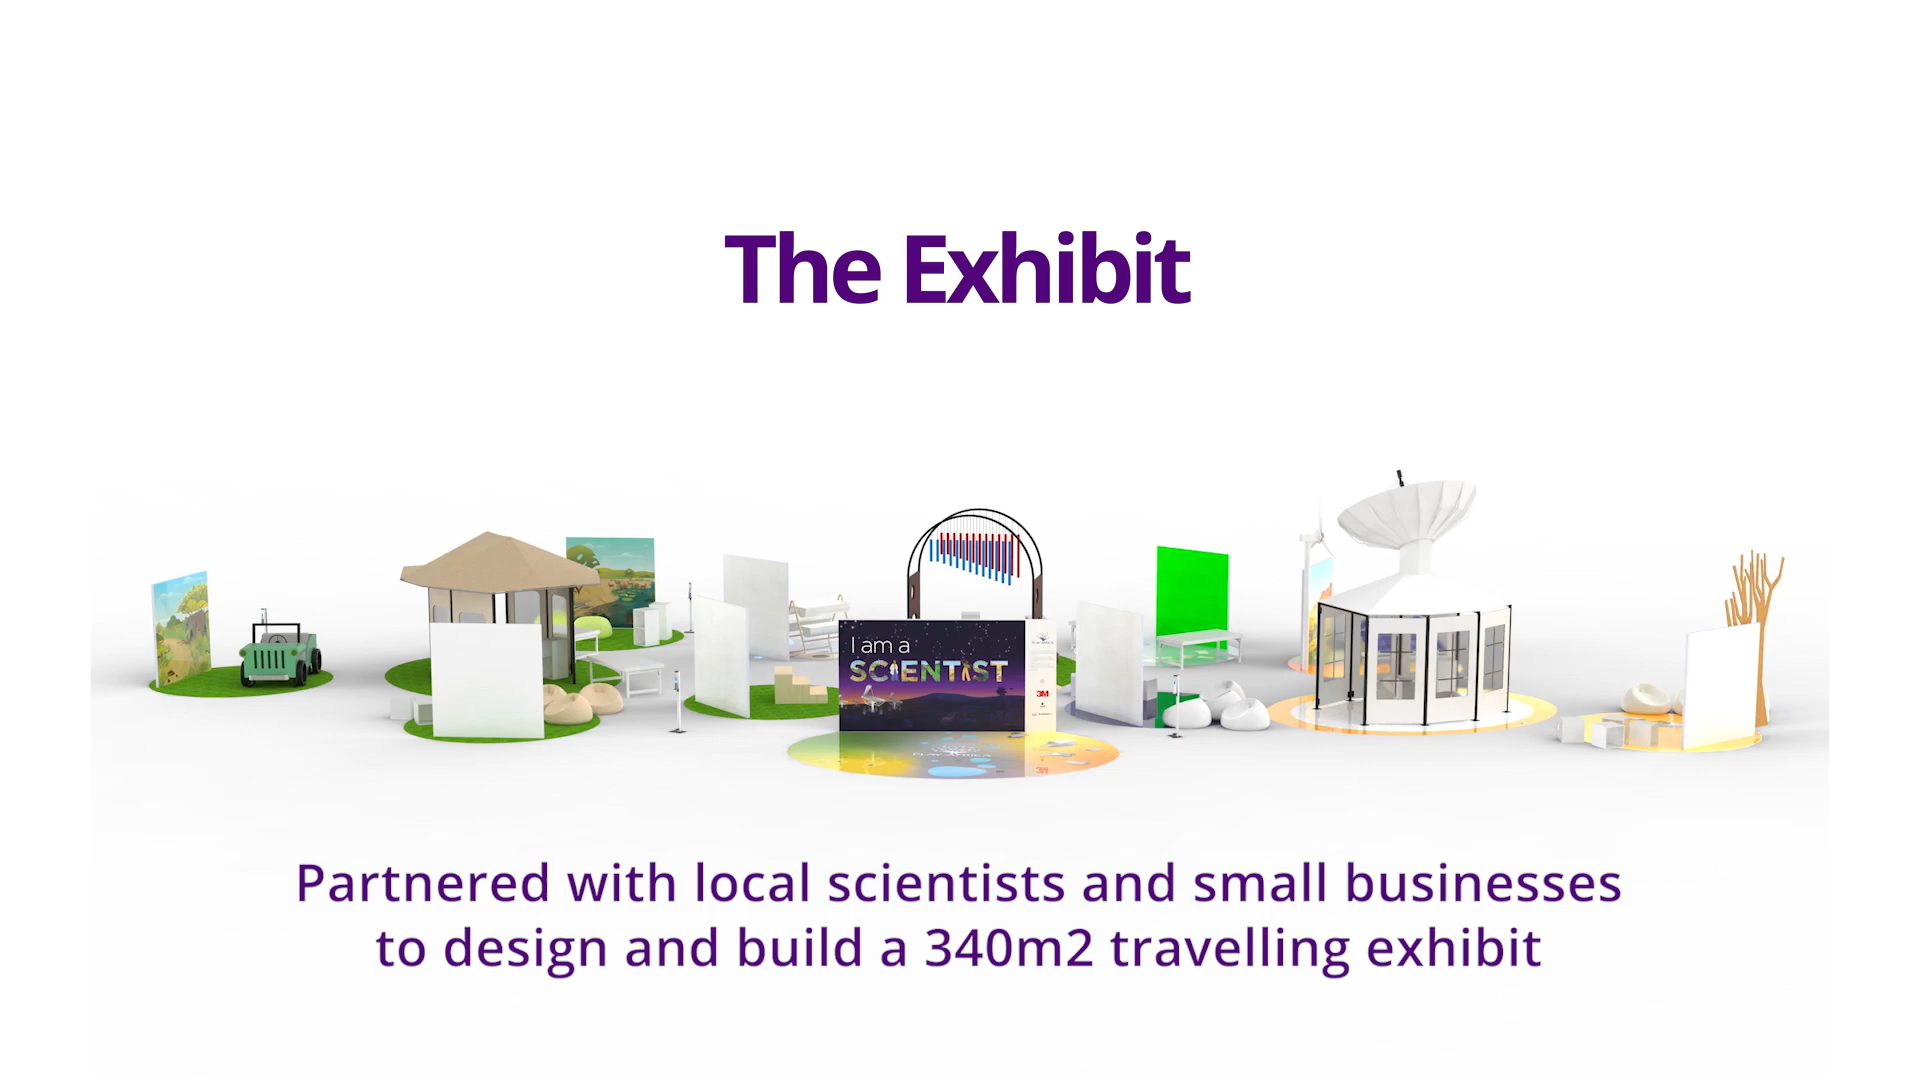 The Exhibit
I am a
SCIENTIST
3M
Partnered with local scientists and small businesses
to design and build a 340m2 travelling exhibit